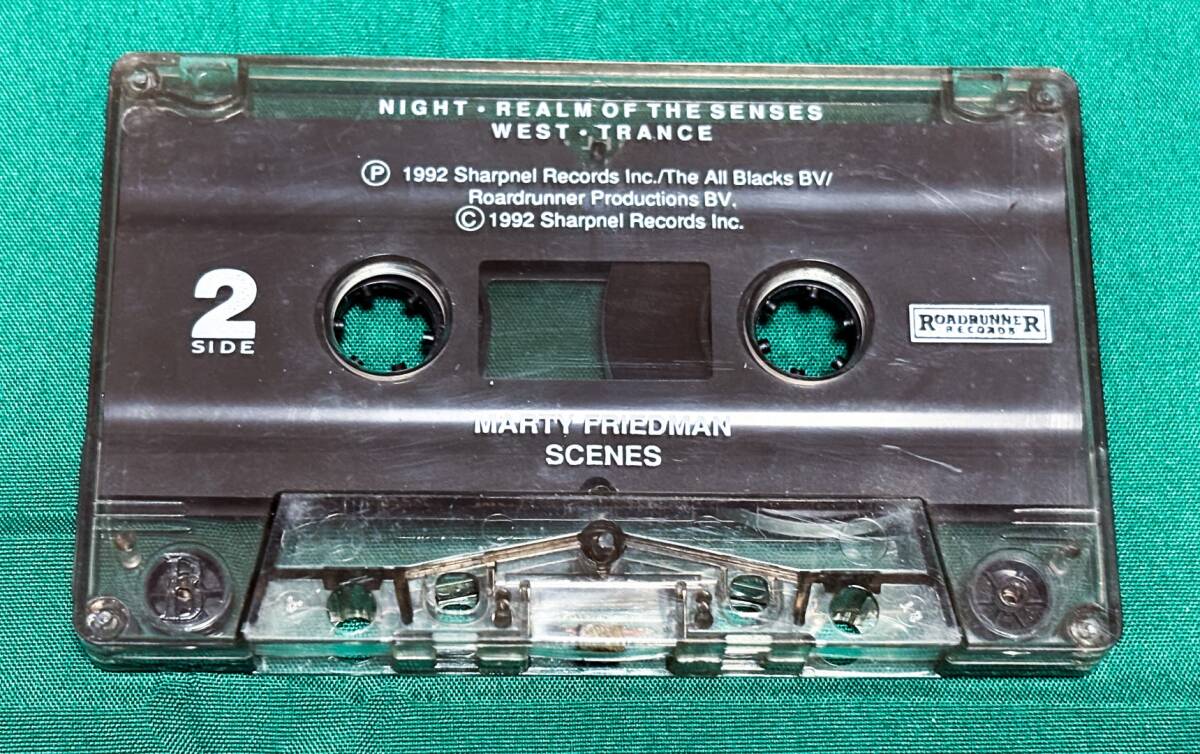 NIGHT • REALM OF THE SENSES
WEST • TRANCE
Ⓟ 1992 Sharpnel Records Inc./The All Blacks BV/
Roardrunner Productions BV.
© 1992 Sharpnel Records Inc.
2
SIDE
ROADRUNNER
RECORDS
MARTY FRIEDMAN
SCENES
B